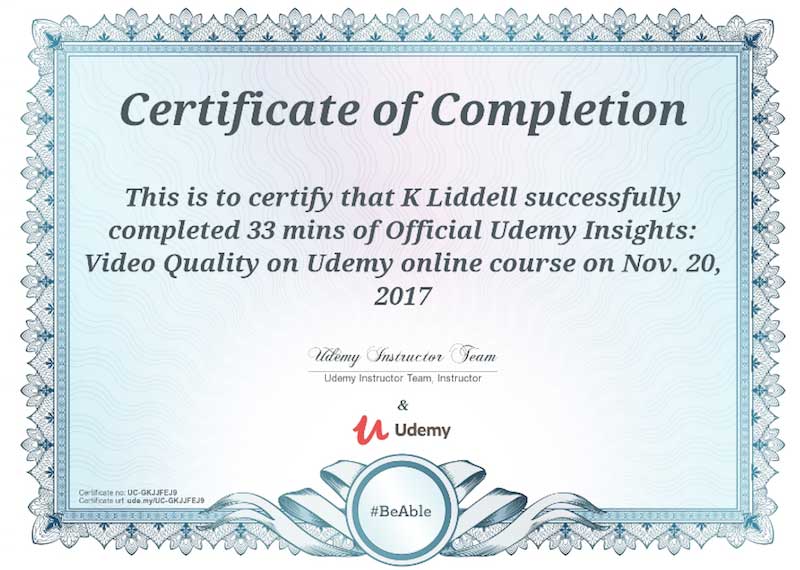 Certificate of Completion
This is to certify that K Liddell successfully
completed 33 mins of Official Udemy Insights:
Video Quality on Udemy online course on Nov. 20,
2017
Udemy Instructor Team
Udemy Instructor Team, Instructor
&
Udemy
Certificate no: UC-GKJJFEJ9
Certificate url: ude.my/UC-GKJJFEJ9
#BeAble